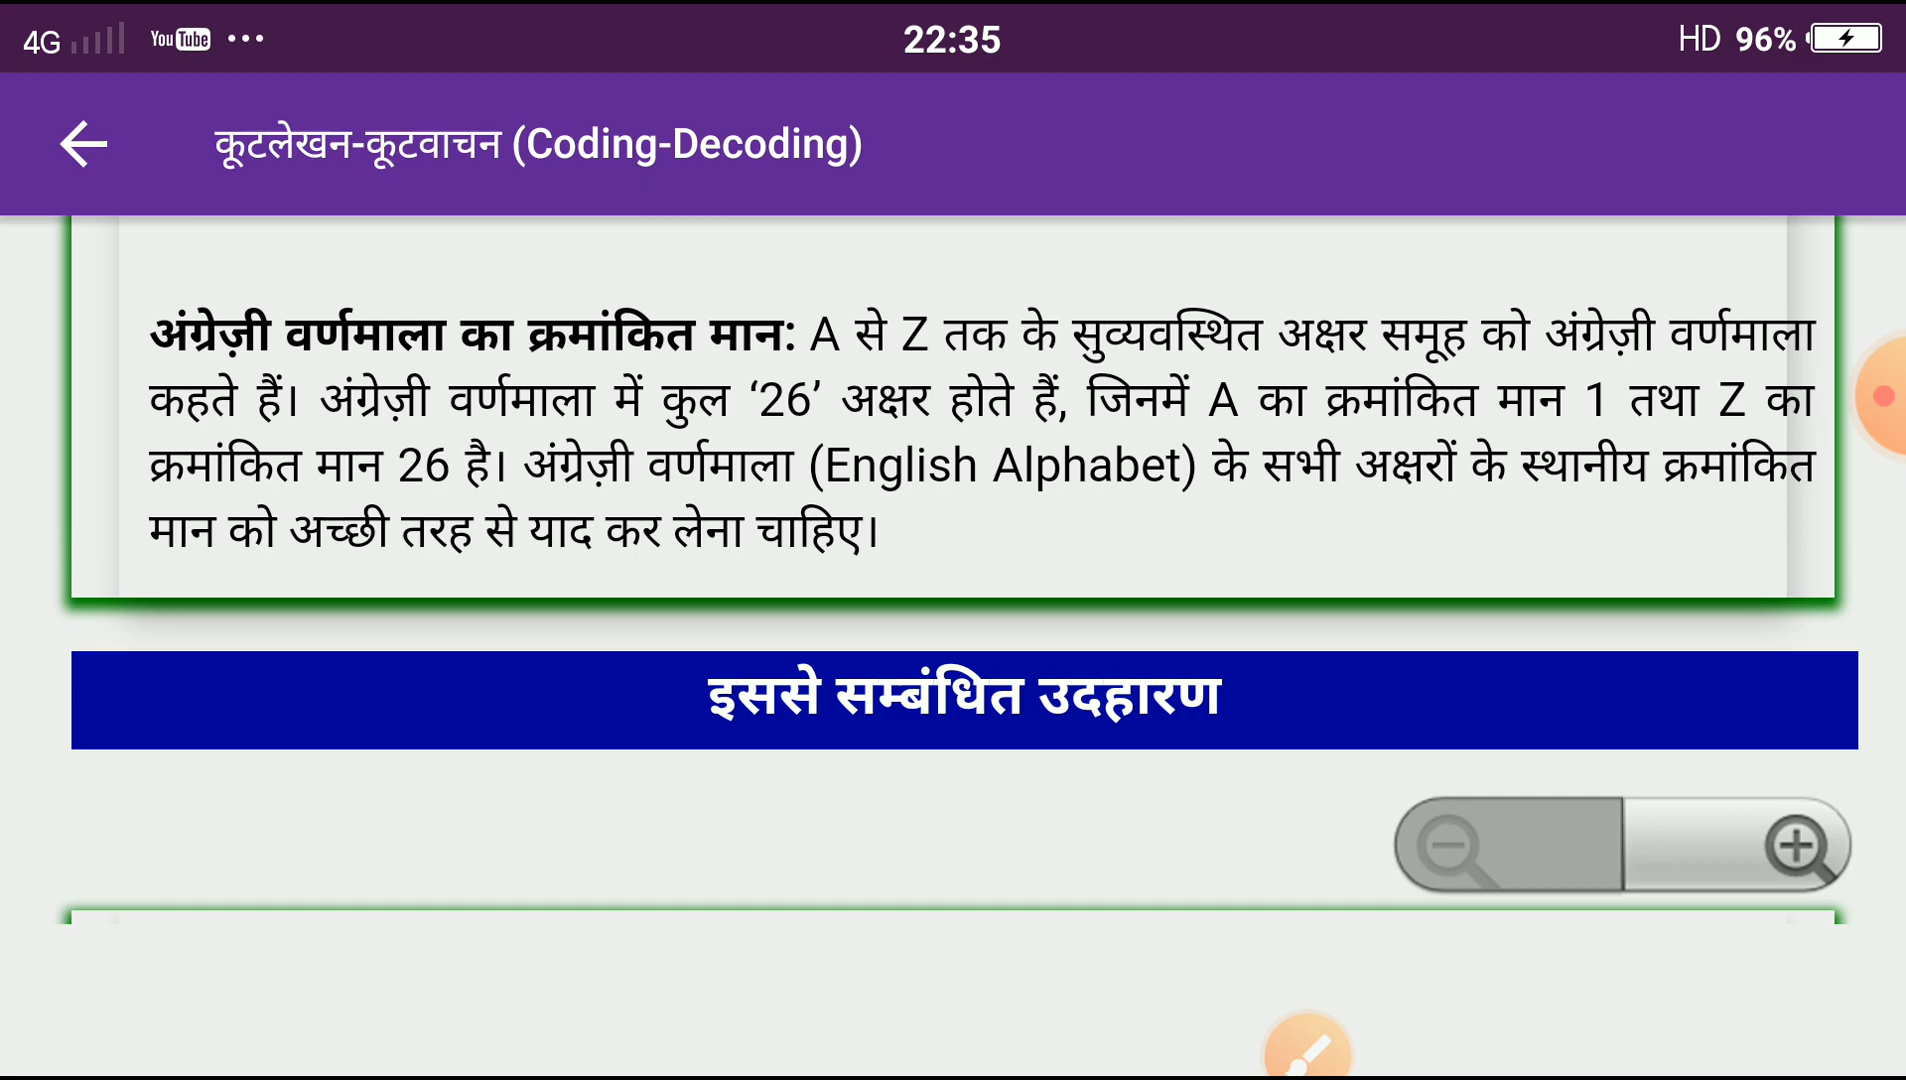 4G YouTube ••• 22:35 HD 96%
कूटलेखन-कूटवाचन (Coding-Decoding)
अंग्रेज़ी वर्णमाला का क्रमांकित मान: A से Z तक के सुव्यवस्थित अक्षर समूह को अंग्रेज़ी वर्णमाला
कहते हैं। अंग्रेज़ी वर्णमाला में कुल ‘26’ अक्षर होते हैं, जिनमें A का क्रमांकित मान 1 तथा Z का
क्रमांकित मान 26 है। अंग्रेज़ी वर्णमाला (English Alphabet) के सभी अक्षरों के स्थानीय क्रमांकित
मान को अच्छी तरह से याद कर लेना चाहिए।
इससे सम्बंधित उदहारण